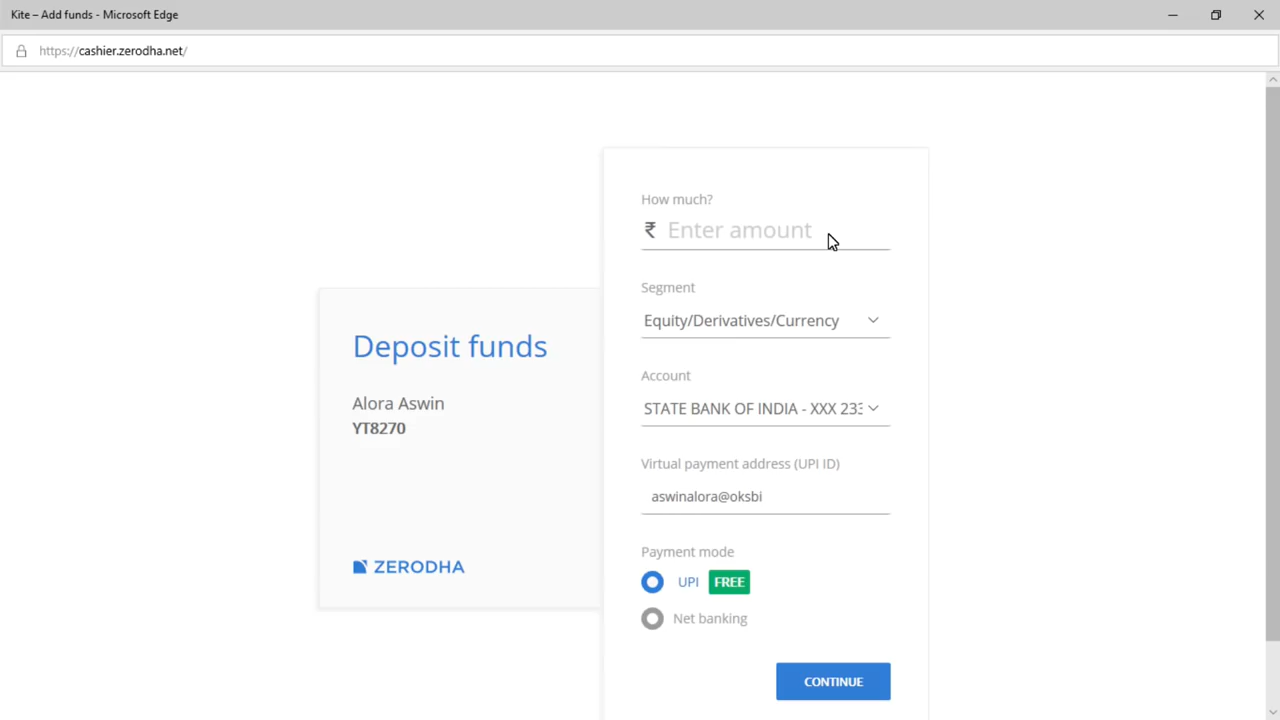 Kite – Add funds - Microsoft Edge
https://cashier.zerodha.net/
Deposit funds
Alora Aswin
YT8270
ZERODHA
How much?
₹ Enter amount
Segment
Equity/Derivatives/Currency
Account
STATE BANK OF INDIA - XXX 233
Virtual payment address (UPI ID)
aswinalora@oksbi
Payment mode
UPI FREE
Net banking
CONTINUE